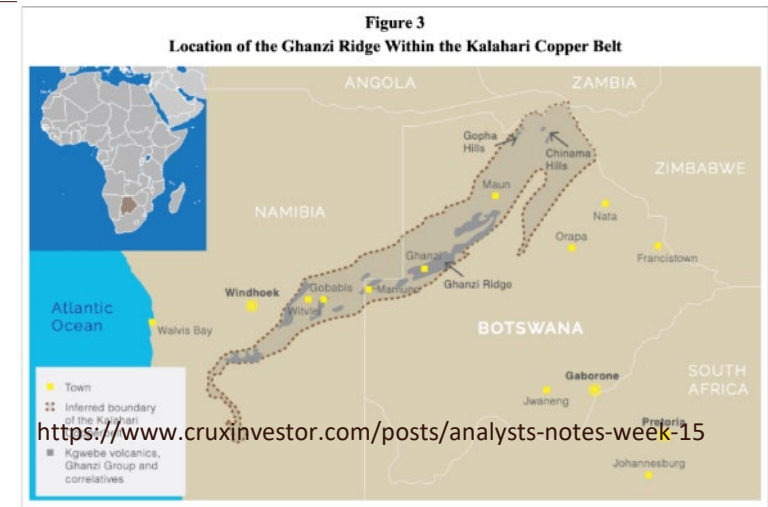 Figure 3
Location of the Ghanzi Ridge Within the Kalahari Copper Belt
ANGOLA
ZAMBIA
Gopha
Hills
Chinama
Hills
ZIMBABWE
Maun
NAMIBIA
Nata
Orapa
Ghanzi
Francistown
Ghanzi Ridge
Windhoek
Gobabis
Mamuno
Witvlei
Atlantic
Ocean
Walvis Bay
BOTSWANA
Gaborone
SOUTH
AFRICA
Jwaneng
Town
Inferred boundary
of the Kalahari
https://www.cruxinvestor.com/posts/analysts-notes-week-15
Pretoria
Kgwebe volcanics,
Ghanzi Group and
correlatives
Johannesburg